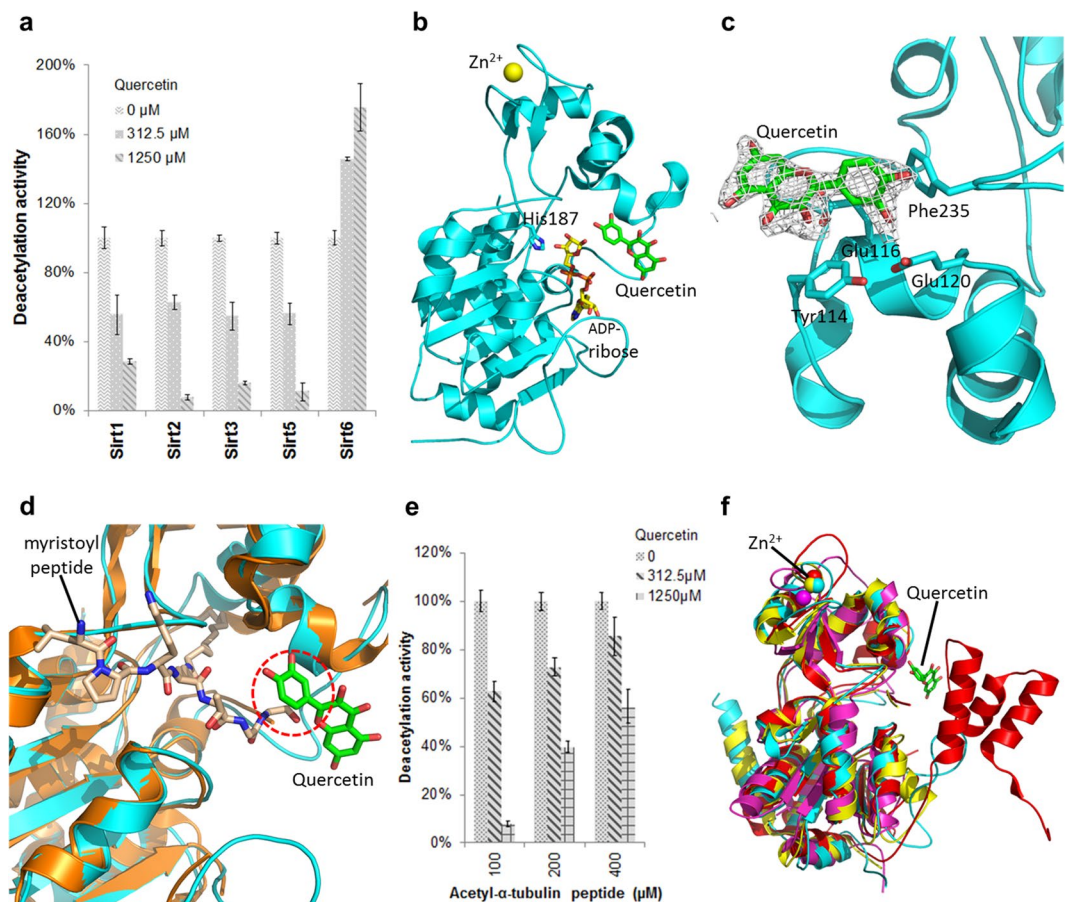 a
200%
160%
120%
80%
40%
0%
Deacetylation activity
Quercetin
0 µM
312.5 µM
1250 µM
Sirt1
Sirt2
Sirt3
Sirt5
Sirt6
b
Zn²⁺
His187
Quercetin
ADP-
ribose
c
Quercetin
Phe235
Glu116
Glu120
Tyr114
d
myristoyl
peptide
Quercetin
e
120%
100%
80%
60%
40%
20%
0%
Deacetylation activity
Quercetin
0
312.5µM
1250µM
100
200
400
Acetyl-α-tubulin peptide (µM)
f
Zn²⁺
Quercetin